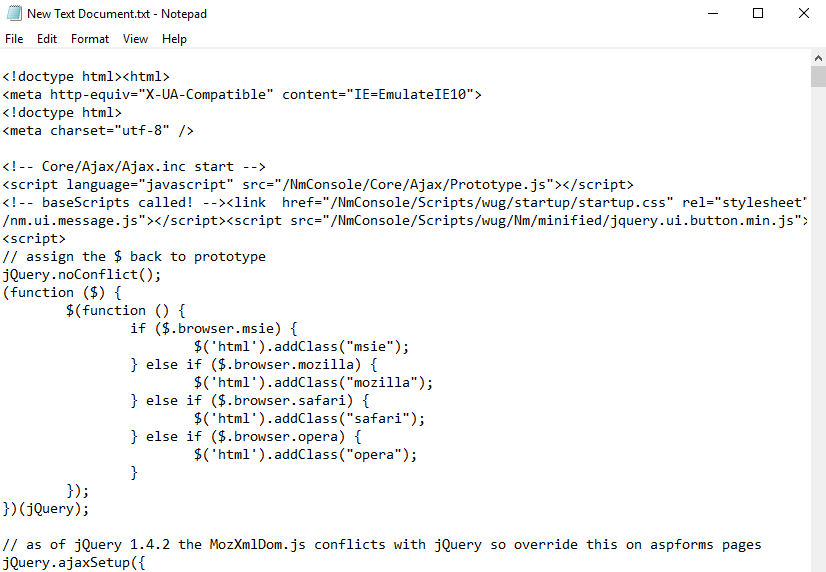 New Text Document.txt - Notepad
File Edit Format View Help
<!doctype html><html>
<meta http-equiv="X-UA-Compatible" content="IE=EmulateIE10">
<!doctype html>
<meta charset="utf-8" />
<!-- Core/Ajax/Ajax.inc start -->
<script language="javascript" src="/NmConsole/Core/Ajax/Prototype.js"></script>
<!-- baseScripts called! --><link  href="/NmConsole/Scripts/wug/startup/startup.css" rel="stylesheet"
/nm.ui.message.js"></script><script src="/NmConsole/Scripts/wug/Nm/minified/jquery.ui.button.min.js">
<script>
// assign the $ back to prototype
jQuery.noConflict();
(function ($) {
        $(function () {
                if ($.browser.msie) {
                        $('html').addClass("msie");
                } else if ($.browser.mozilla) {
                        $('html').addClass("mozilla");
                } else if ($.browser.safari) {
                        $('html').addClass("safari");
                } else if ($.browser.opera) {
                        $('html').addClass("opera");
                }
        });
})(jQuery);
// as of jQuery 1.4.2 the MozXmlDom.js conflicts with jQuery so override this on aspforms pages
jQuery.ajaxSetup({